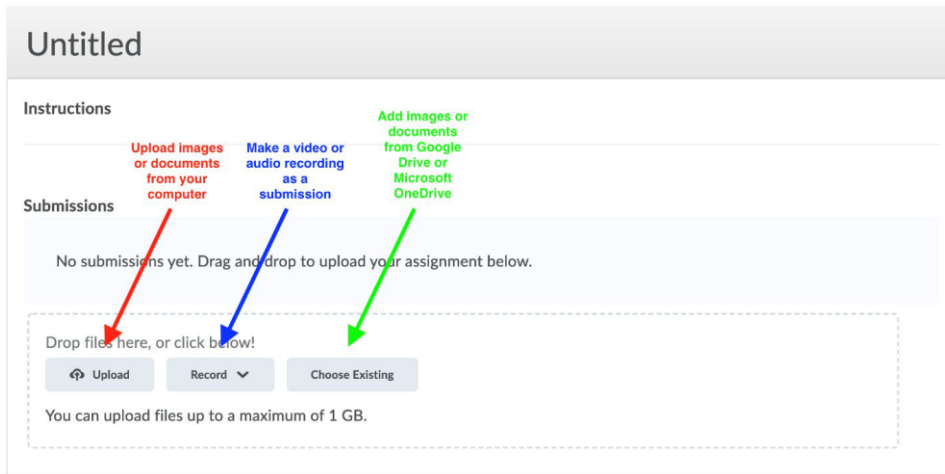 Untitled
Instructions
Upload images
or documents
from your
computer
Make a video or
audio recording
as a
submission
Add images or
documents
from Google
Drive or
Microsoft
OneDrive
Submissions
No submissions yet. Drag and drop to upload your assignment below.
Drop files here, or click below!
Upload
Record
Choose Existing
You can upload files up to a maximum of 1 GB.